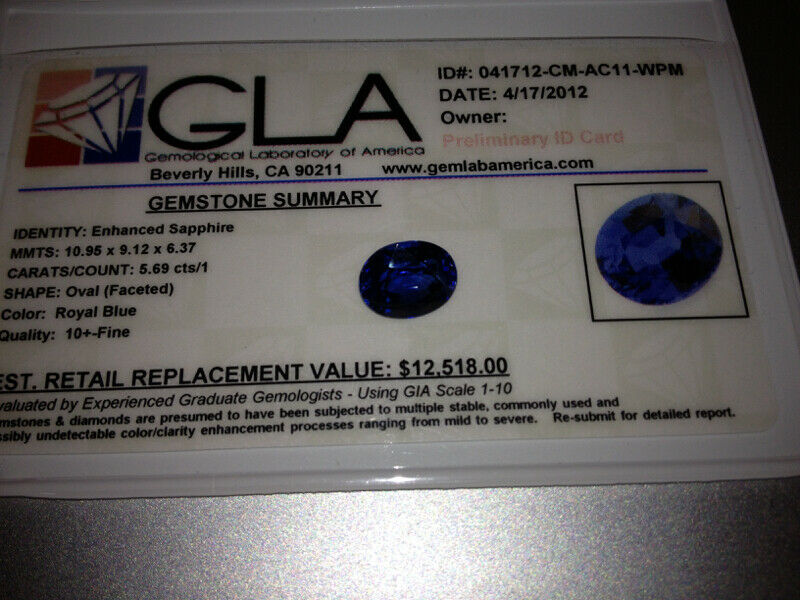 GLA
Gemological Laboratory of America
Beverly Hills, CA 90211 www.gemlabamerica.com
ID#: 041712-CM-AC11-WPM
DATE: 4/17/2012
Owner:
Preliminary ID Card
GEMSTONE SUMMARY
IDENTITY: Enhanced Sapphire
MMTS: 10.95 x 9.12 x 6.37
CARATS/COUNT: 5.69 cts/1
SHAPE: Oval (Faceted)
Color: Royal Blue
Quality: 10+-Fine
EST. RETAIL REPLACEMENT VALUE: $12,518.00
valuated by Experienced Graduate Gemologists - Using GIA Scale 1-10
mstones & diamonds are presumed to have been subjected to multiple stable, commonly used and
ssibly undetectable color/clarity enhancement processes ranging from mild to severe. Re-submit for detailed report.